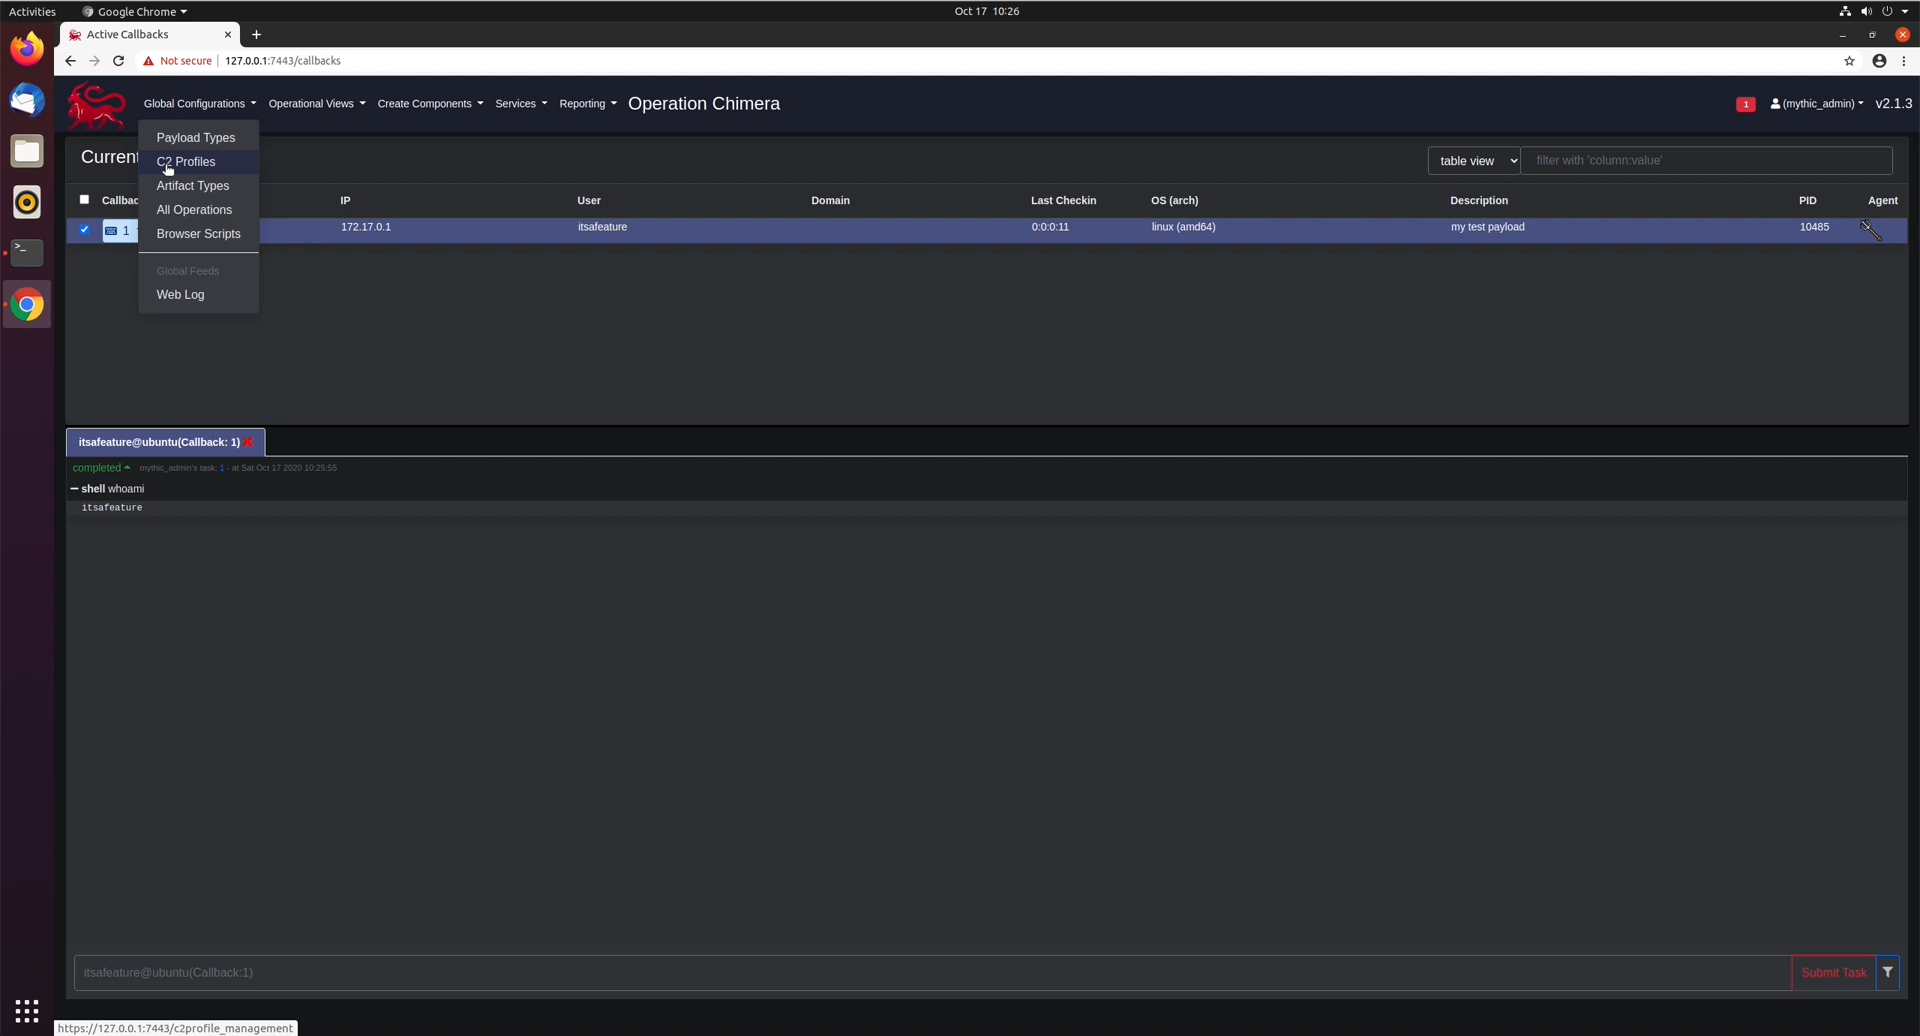 Activities Google Chrome Oct 17 10:26
Active Callbacks
Not secure 127.0.0.1:7443/callbacks
Global Configurations Operational Views Create Components Services Reporting Operation Chimera 1 (mythic_admin) v2.1.3
Payload Types
Current table view filter with 'column:value'
C2 Profiles
Artifact Types
Callbac IP User Domain Last Checkin OS (arch) Description PID Agent
All Operations
1 172.17.0.1 itsafeature 0:0:0:11 linux (amd64) my test payload 10485
Browser Scripts
Global Feeds
Web Log
itsafeature@ubuntu(Callback: 1)
completed mythic_admin's task: 1 - at Sat Oct 17 2020 10:25:55
shell whoami
itsafeature
itsafeature@ubuntu(Callback:1) Submit Task
https://127.0.0.1:7443/c2profile_management